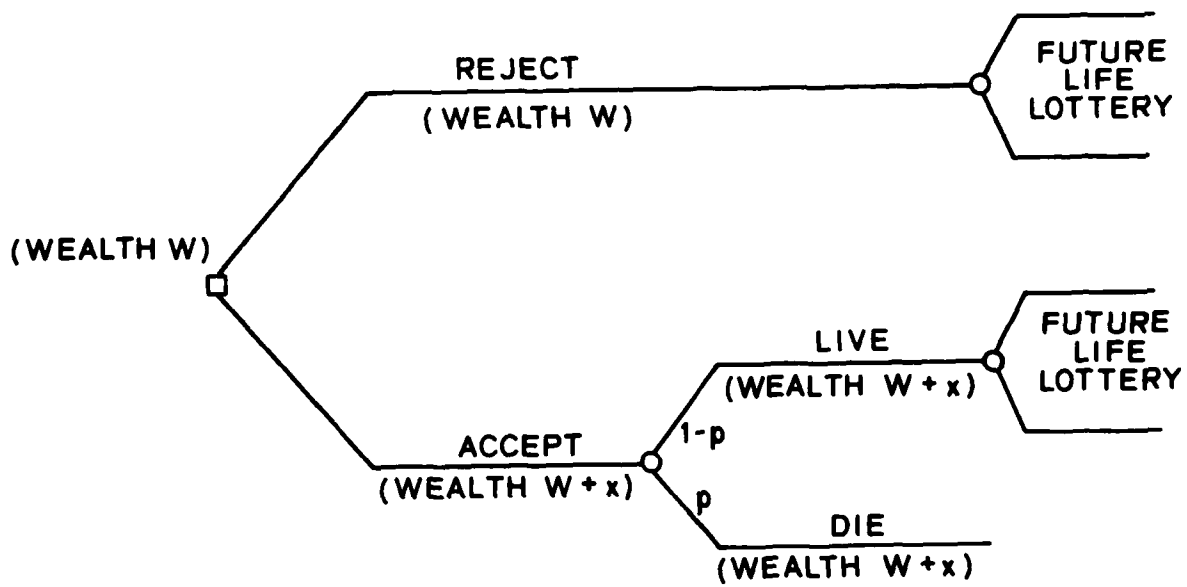 REJECT
(WEALTH W)
FUTURE
LIFE
LOTTERY
(WEALTH W)
LIVE
(WEALTH W + x)
FUTURE
LIFE
LOTTERY
1-p
ACCEPT
(WEALTH W + x)
p
DIE
(WEALTH W + x)